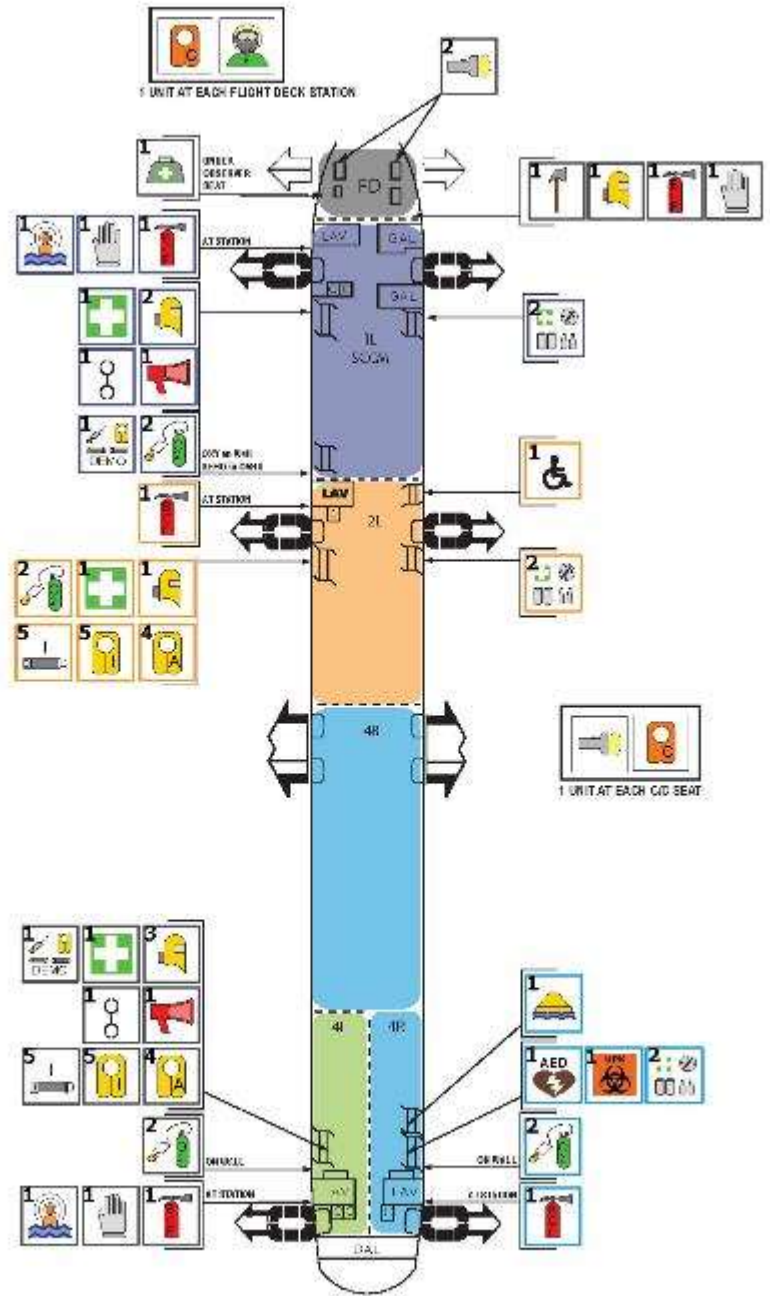 C
2
1 UNIT AT EACH FLIGHT DECK STATION
1
UNDER
OBSERVER
SEAT
FD
1
1
1
1
1
1
1
AT STATION
LAV
GAL
1
2
GAL
2
1L
SCCM
1
1
1
DEMO
2
1
1
AT STATION
LAV
2L
2
1
1
2
5
I
5
I
4
A
4R
C
1 UNIT AT EACH C/C SEAT
1
DEMO
1
3
1
1
4L
4R
1
5
I
5
I
4
A
1
AED
1
UPK
2
2
ON WALL
ON WALL
2
1
1
1
AT STATION
LAV
LAV
AT STATION
1
GAL